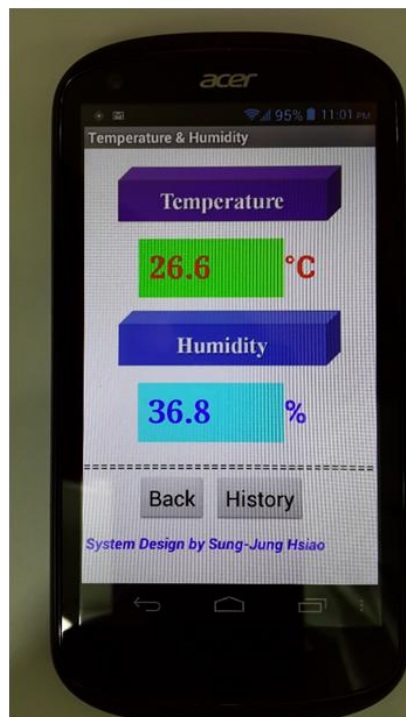 acer
95% 11:01 PM
Temperature & Humidity
Temperature
26.6 °C
Humidity
36.8 %
Back History
System Design by Sung-Jung Hsiao